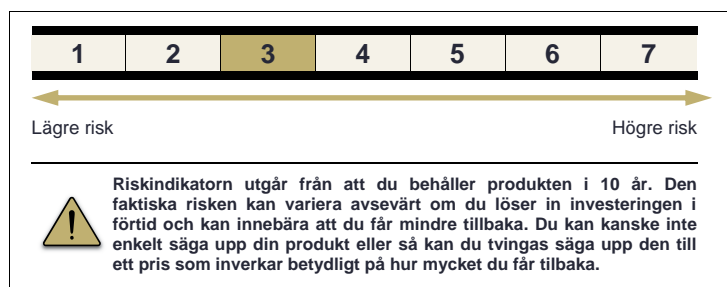 1 2 3 4 5 6 7
Lägre risk Högre risk
Riskindikatorn utgår från att du behåller produkten i 10 år. Den
faktiska risken kan variera avsevärt om du löser in investeringen i
förtid och kan innebära att du får mindre tillbaka. Du kan kanske inte
enkelt säga upp din produkt eller så kan du tvingas säga upp den till
ett pris som inverkar betydligt på hur mycket du får tilbaka.